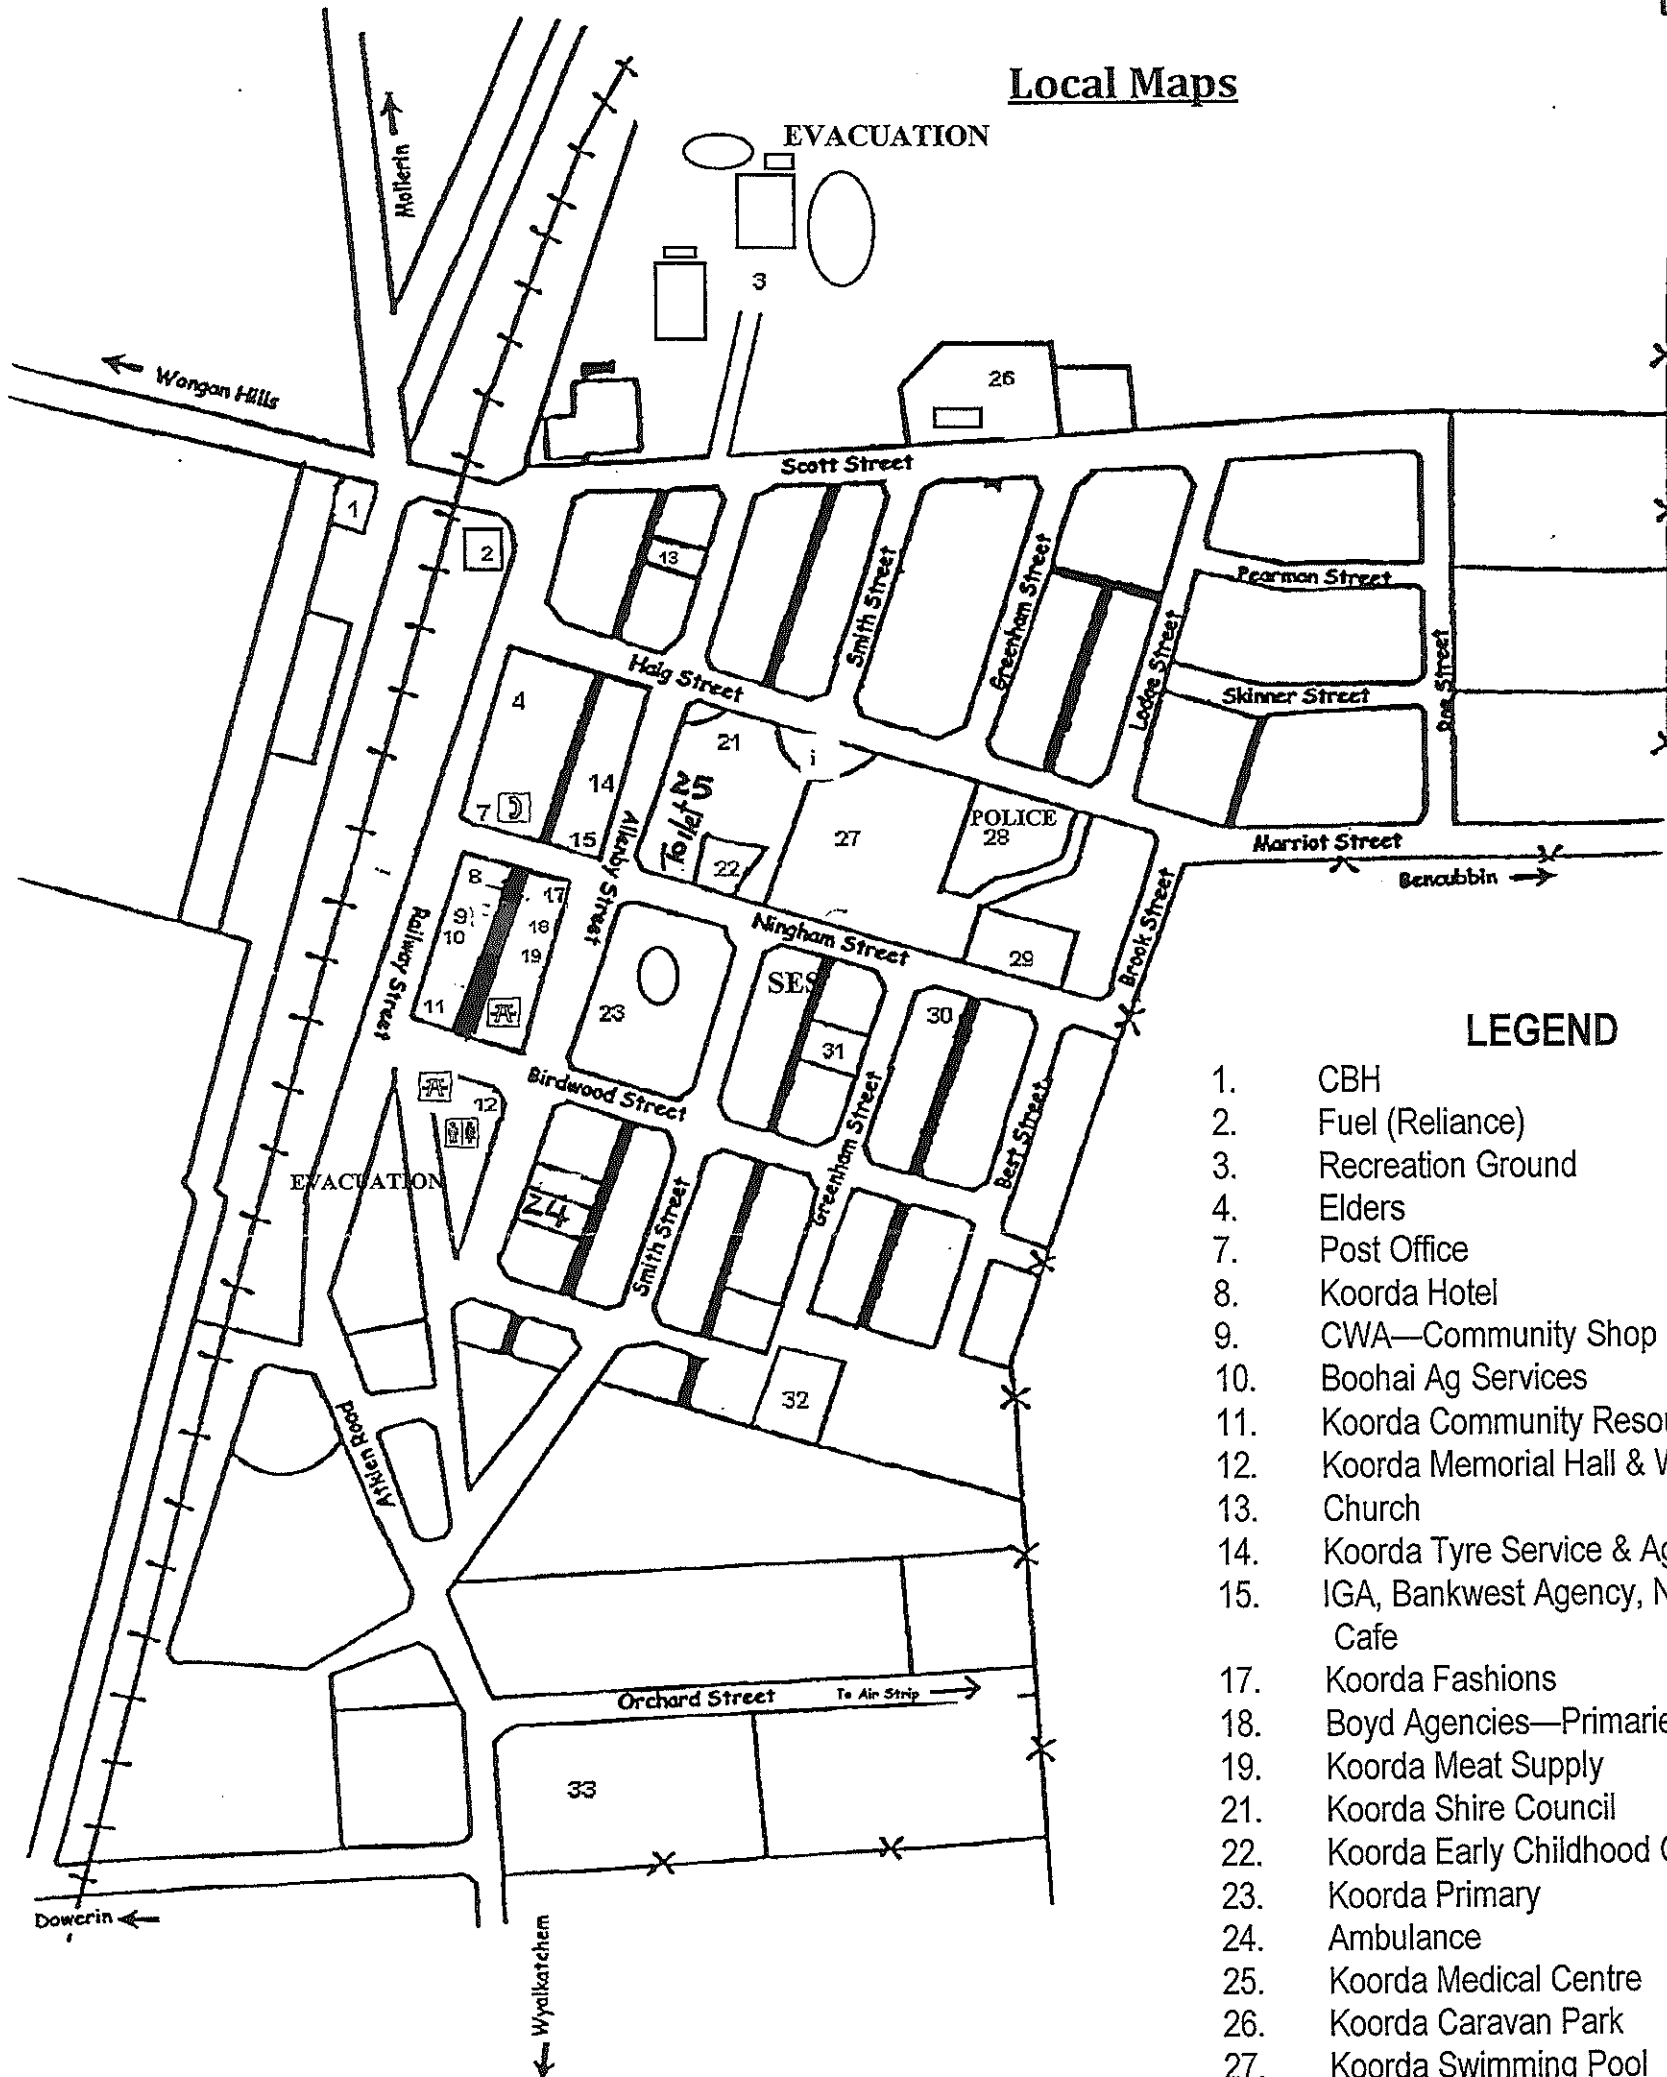 Local Maps
EVACUATION
Mollerin
3
Wongan Hills
26
Scott Street
1
2
13
Smith Street
Greenham Street
Pearman Street
Lodge Street
Haig Street
Skinner Street
4
21
i
14
Toilets
7
15
Allenby Street
22
27
POLICE
28
Marriot Street
Bencubbin
i
8
17
9
18
10
19
11
Railway Street
Ningham Street
29
Brook Street
23
SES
30
31
Birdwood Street
12
Greenham Street
Best Street
EVACUATION
24
Smith Street
32
Orchard Street
To Air Strip
33
Dowerin
Wyalkatchem
LEGEND
1. CBH
2. Fuel (Reliance)
3. Recreation Ground
4. Elders
7. Post Office
8. Koorda Hotel
9. CWA—Community Shop
10. Boohai Ag Services
11. Koorda Community
12. Koorda Memorial Hall &
13. Church
14. Koorda Tyre Service &
15. IGA, Bankwest Agency,
Cafe
17. Koorda Fashions
18. Boyd Agencies—Primarie
19. Koorda Meat Supply
21. Koorda Shire Council
22. Koorda Early Childhood
23. Koorda Primary
24. Ambulance
25. Koorda Medical Centre
26. Koorda Caravan Park
27. Koorda Swimming Pool